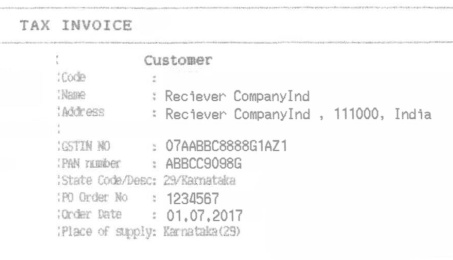 TAX INVOICE
Customer
Code :
Name : Reciever CompanyInd
Address : Reciever CompanyInd , 111000, India
GSTIN NO : 07AABBC8888G1AZ1
PAN number : ABBCC9098G
State Code/Desc: 29/Karnataka
PO Order No : 1234567
Order Date : 01,07,2017
Place of supply: Karnataka(29)